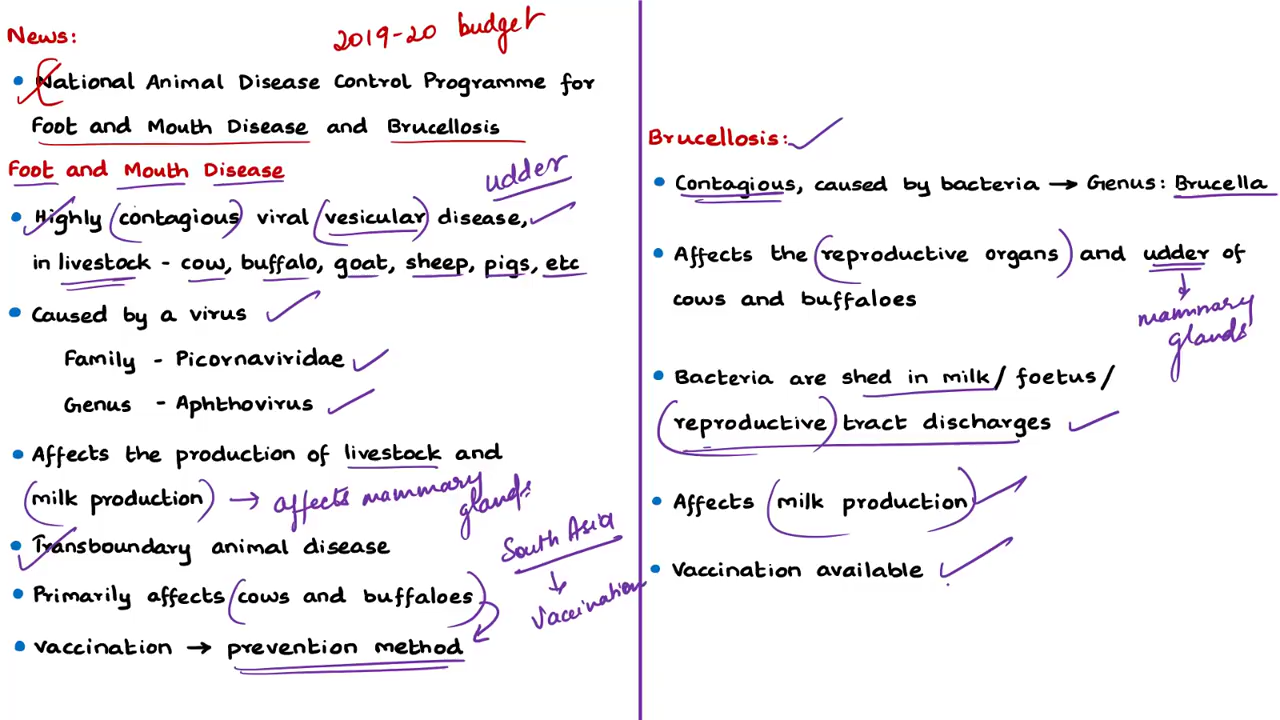 News:
2019-20 budget
• National Animal Disease Control Programme for
Foot and Mouth Disease and Brucellosis
Foot and Mouth Disease
udder
• Highly (contagious) viral (vesicular) disease,
in livestock - cow, buffalo, goat, sheep, pigs, etc
• Caused by a virus
Family - Picornaviridae
Genus - Aphthovirus
• Affects the production of livestock and
(milk production) → affects mammary
glands
• Transboundary animal disease
South Asia
↓
Vaccination
• Primarily affects (cows and buffaloes)
• vaccination → prevention method
Brucellosis:
• Contagious, caused by bacteria → Genus: Brucella
• Affects the (reproductive organs) and udder of
cows and buffaloes
↓
mammary
glands
• Bacteria are shed in milk/foetus/
(reproductive) tract discharges
• Affects (milk production)
• Vaccination available